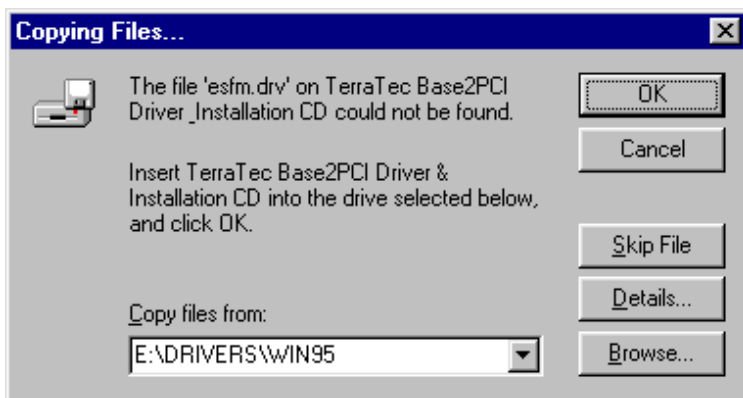 Copying Files...
The file 'esfm.drv' on TerraTec Base2PCI
Driver _Installation CD could not be found.
Insert TerraTec Base2PCI Driver &
Installation CD into the drive selected below,
and click OK.
Copy files from:
E:\DRIVERS\WIN95
OK
Cancel
Skip File
Details...
Browse...